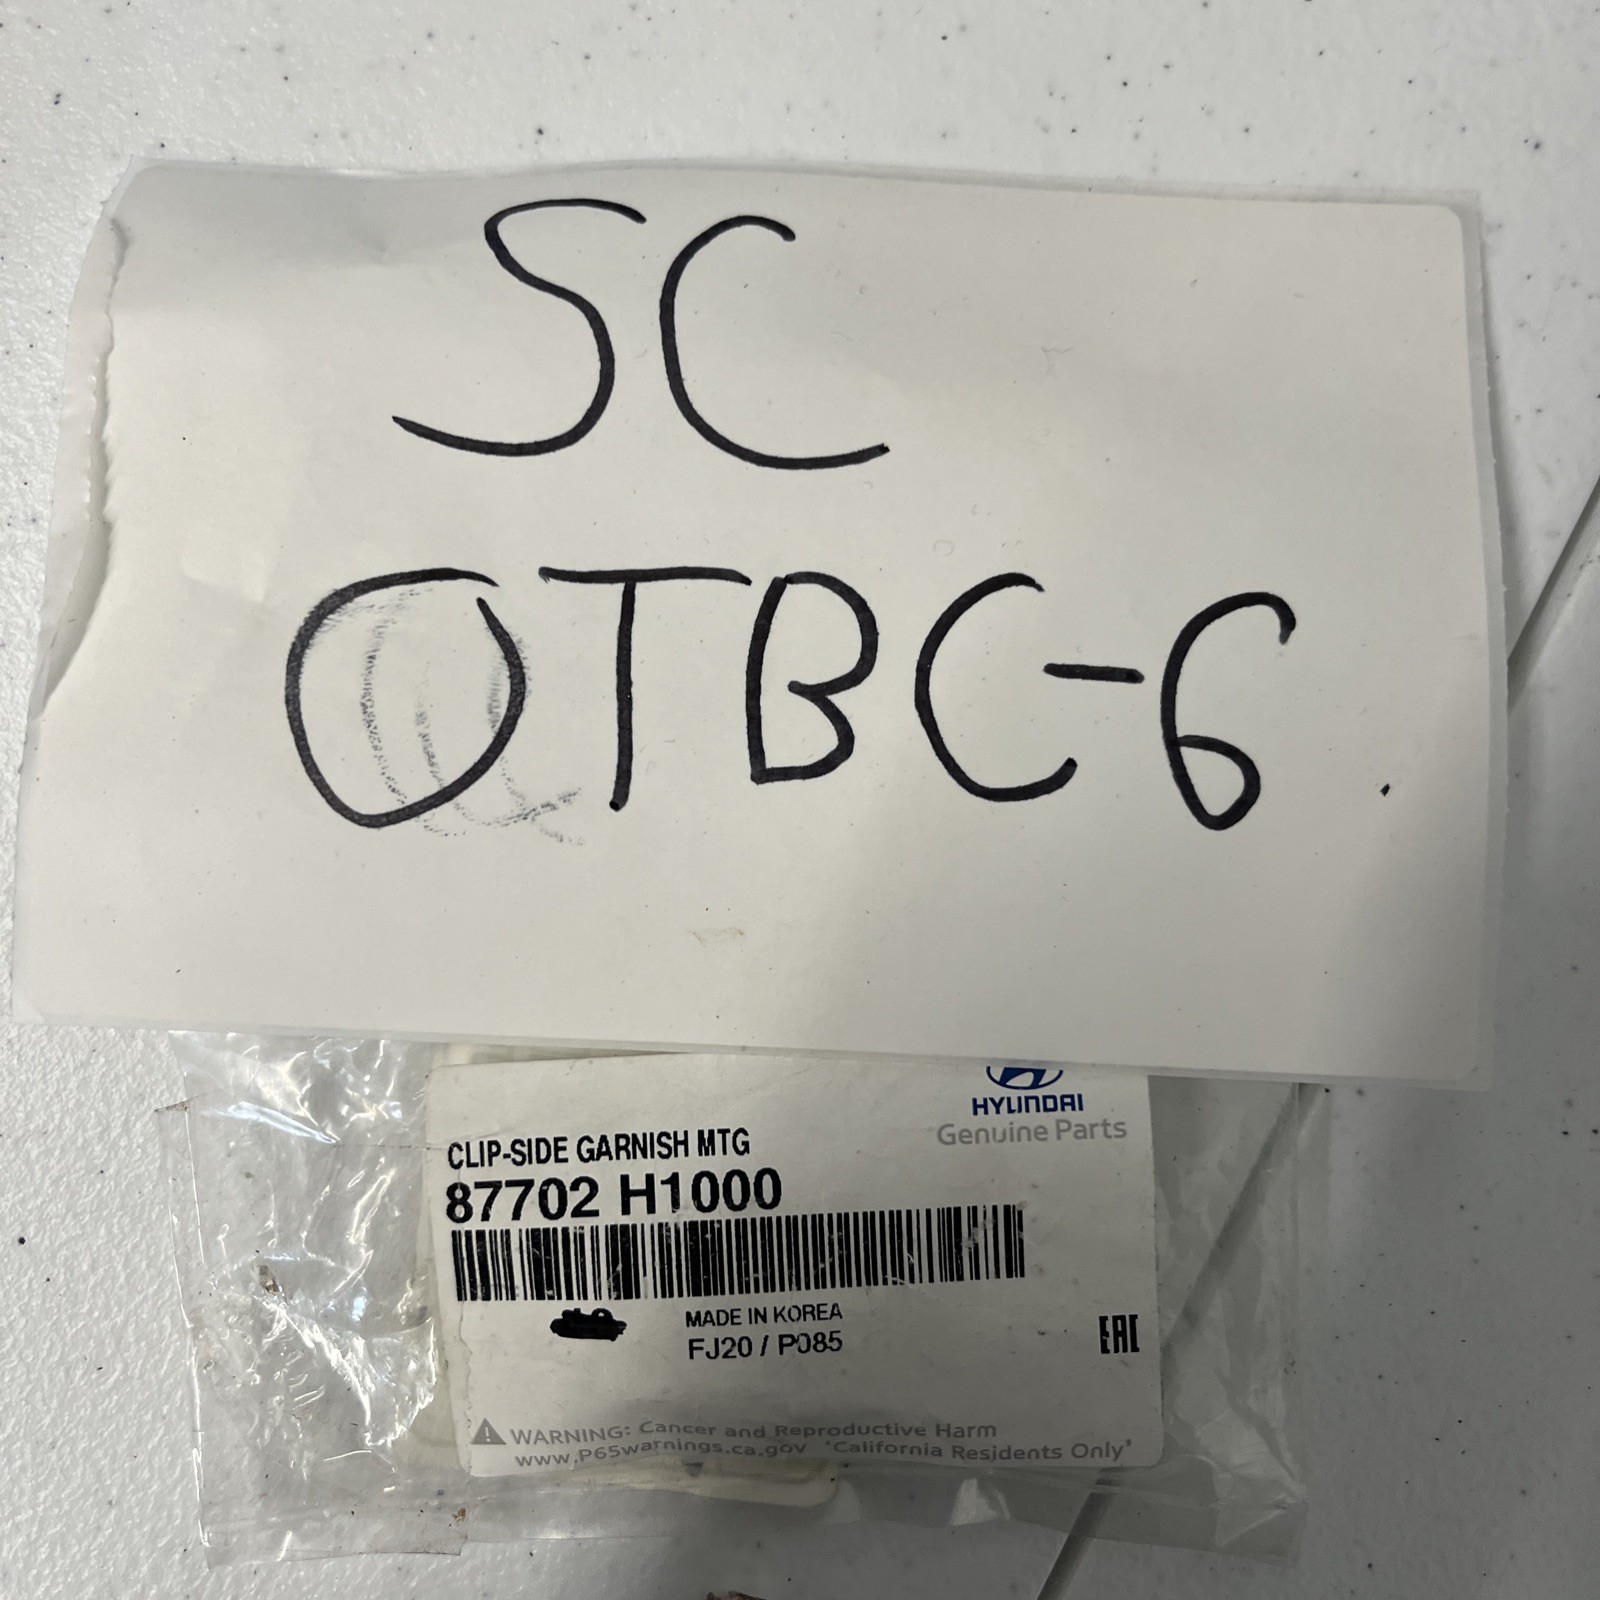 SC
OTBC-6
HYUNDAI
Genuine Parts
CLIP-SIDE GARNISH MTG
87702 H1000
MADE IN KOREA
FJ20 / P085
EAC
WARNING: Cancer and Reproductive Harm
www.P65warnings.ca.gov 'California Residents Only'